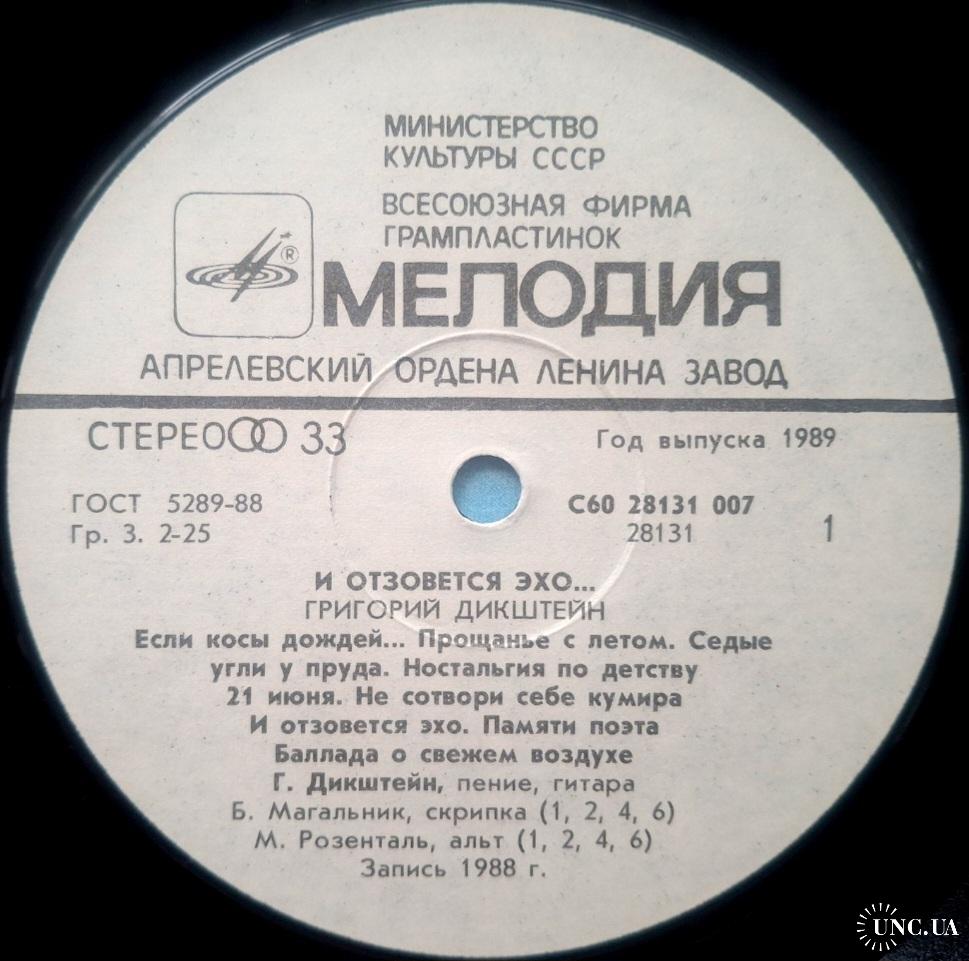 МИНИСТЕРСТВО
КУЛЬТУРЫ СССР
ВСЕСОЮЗНАЯ ФИРМА
ГРАМПЛАСТИНОК
®
МЕЛОДИЯ
АПРЕЛЕВСКИЙ ОРДЕНА ЛЕНИНА ЗАВОД
СТЕРЕО 33
Год выпуска 1989
ГОСТ 5289-88
С60 28131 007
Гр. 3. 2-25
28131
1
И ОТЗОВЕТСЯ ЭХО...
ГРИГОРИЙ ДИКШТЕЙН
Если косы дождей... Прощанье с летом. Седые
угли у пруда. Ностальгия по детству
21 июня. Не сотвори себе кумира
И отзовется эхо. Памяти поэта
Баллада о свежем воздухе
Г. Дикштейн, пение, гитара
Б. Магальник, скрипка (1, 2, 4, 6)
М. Розенталь, альт (1, 2, 4, 6)
Запись 1988 г.
UNC.UA